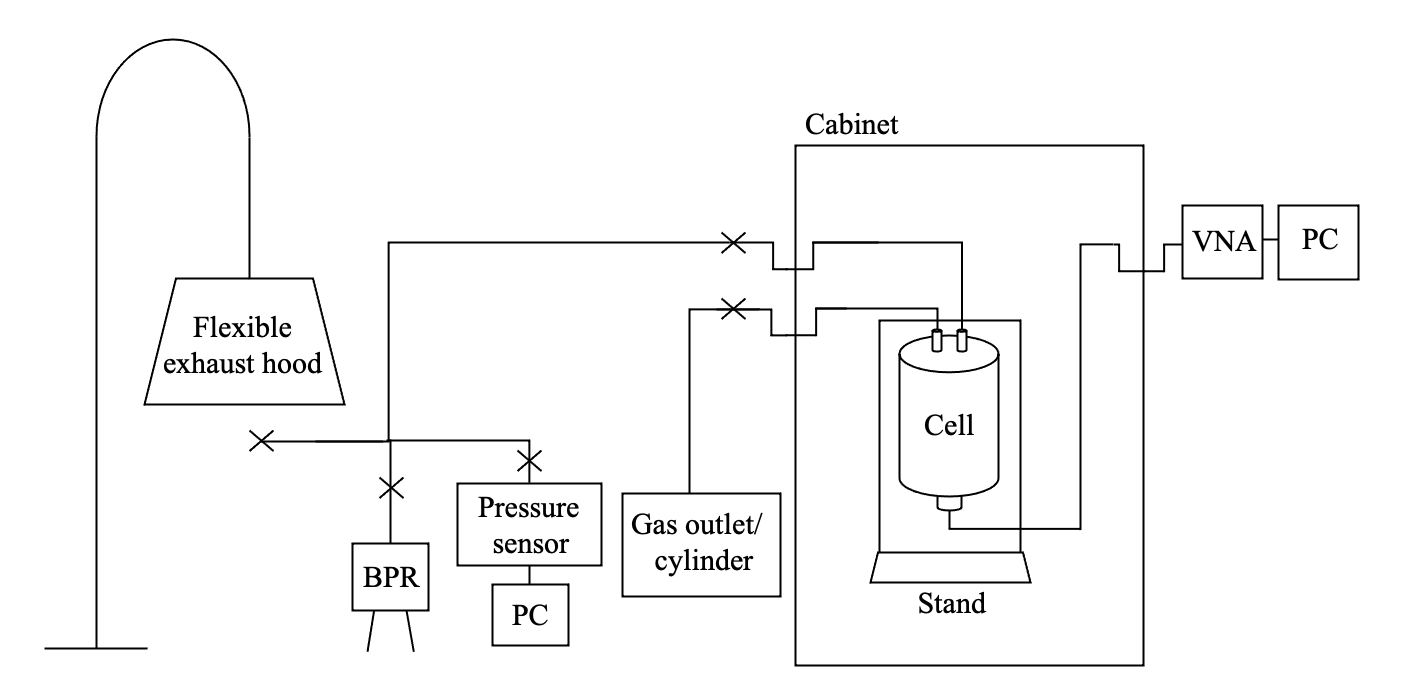 Cabinet
VNA
PC
Flexible
exhaust hood
Cell
Pressure
sensor
Gas outlet/
cylinder
BPR
PC
Stand